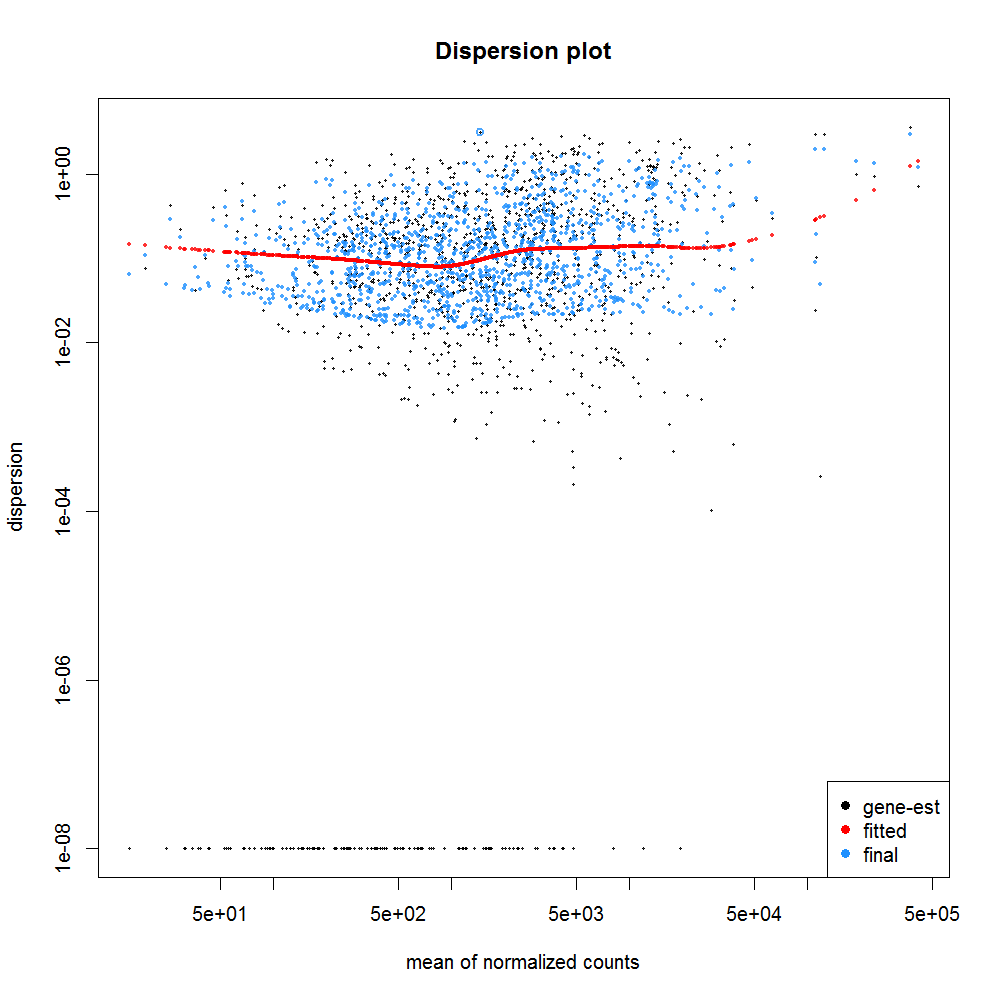 Dispersion plot
dispersion
1e+00
1e-02
1e-04
1e-06
1e-08
gene-est
fitted
final
5e+01 5e+02 5e+03 5e+04 5e+05
mean of normalized counts